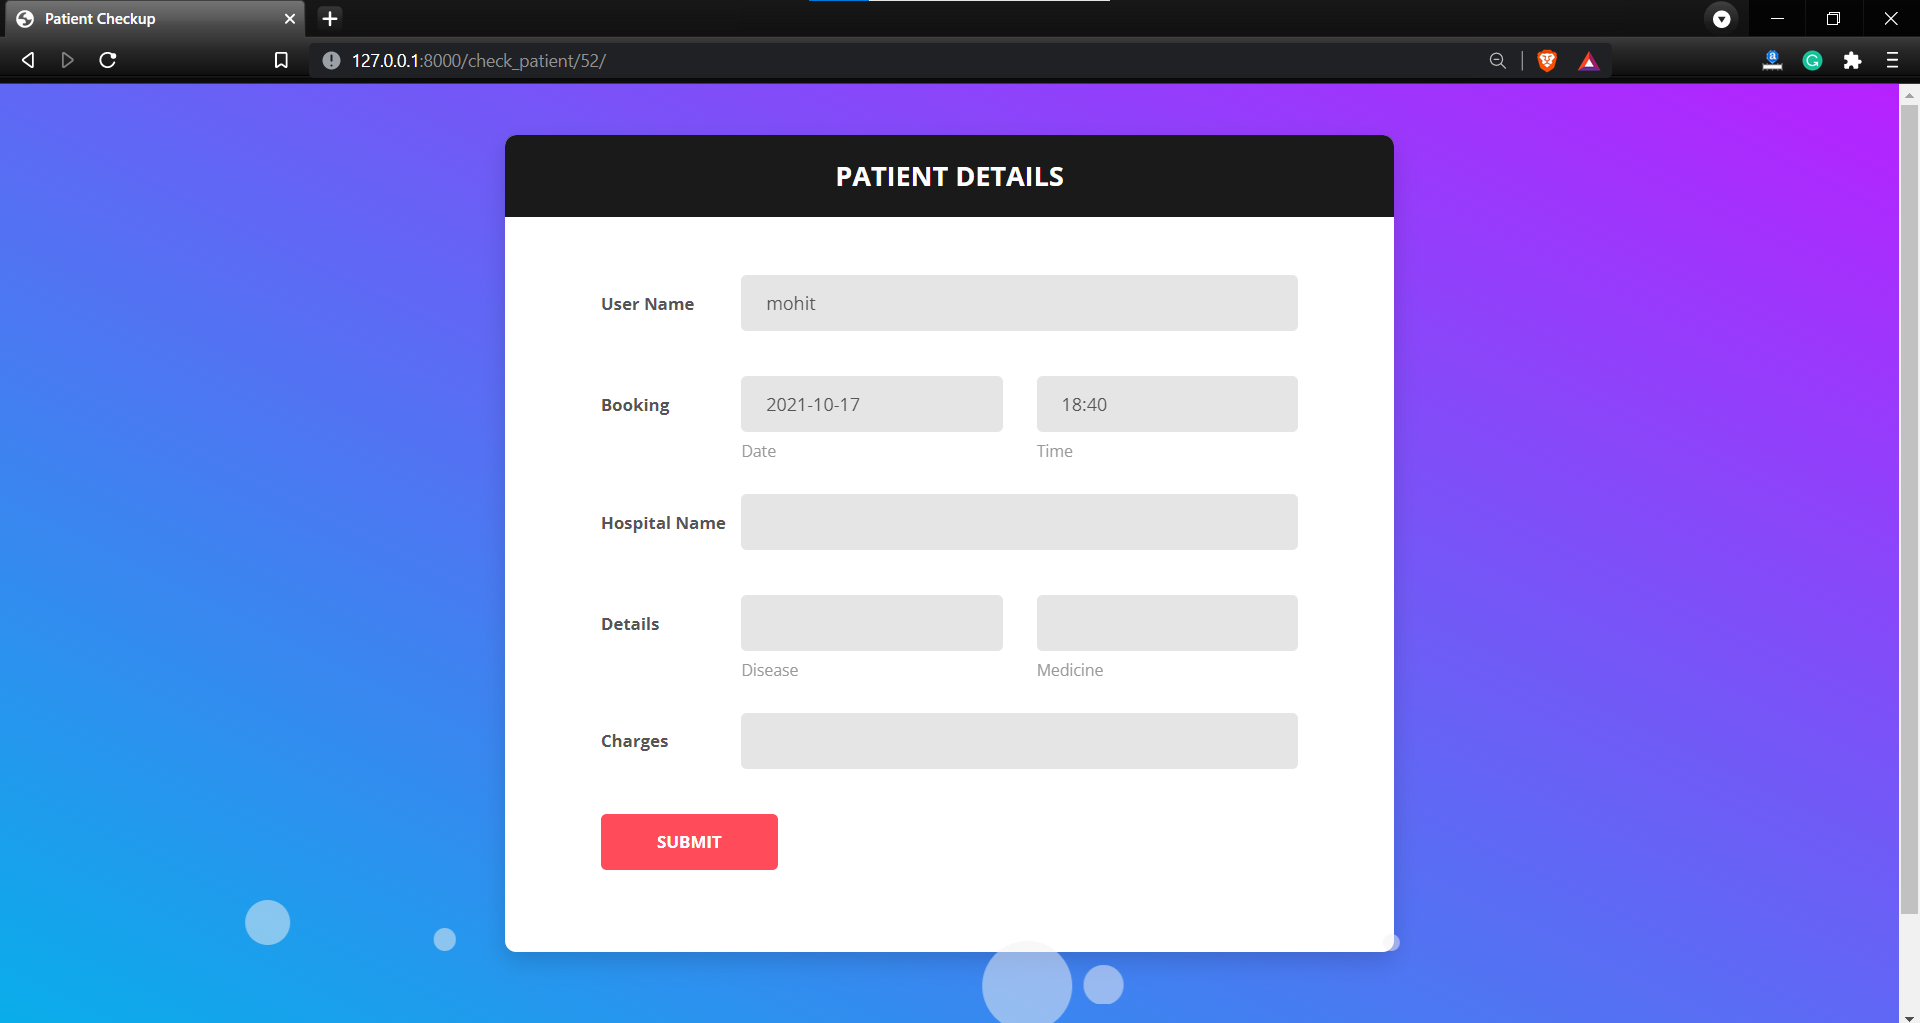 Patient Checkup
127.0.0.1:8000/check_patient/52/
PATIENT DETAILS
User Name mohit
Booking 2021-10-17 18:40
Date Time
Hospital Name
Details
Disease Medicine
Charges
SUBMIT